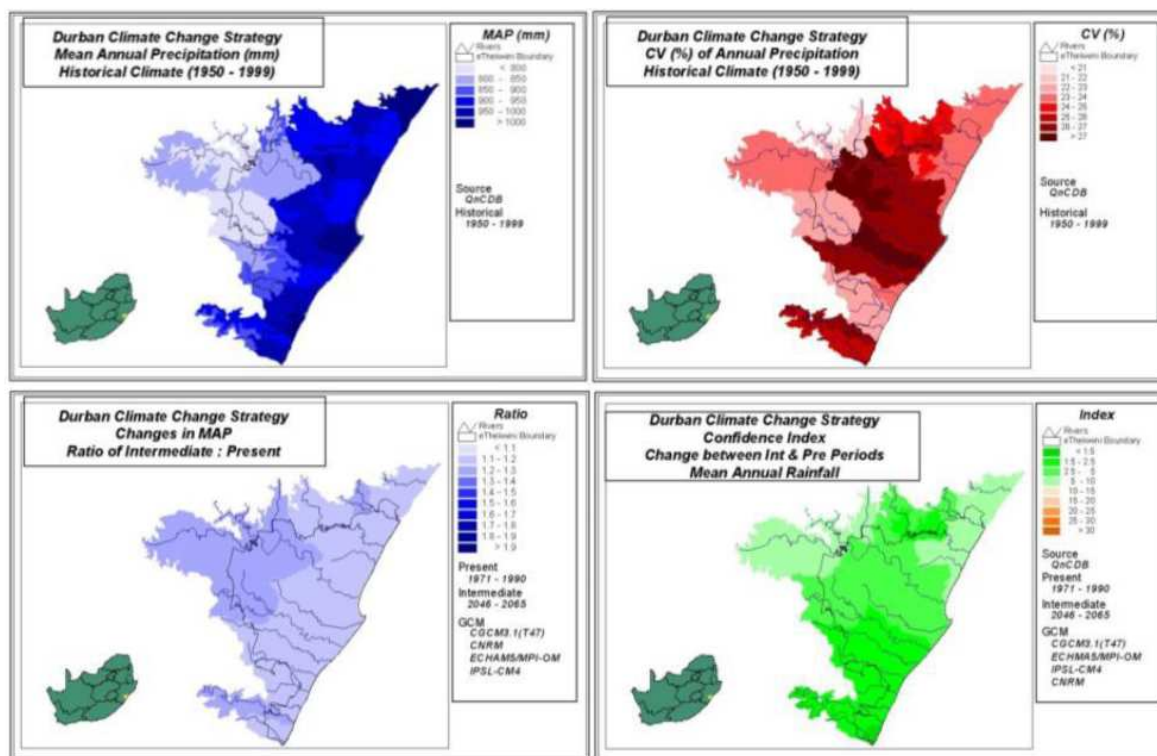 Durban Climate Change Strategy
Mean Annual Precipitation (mm)
Historical Climate (1950 - 1999)
MAP (mm)
Rivers
eThekwini Boundary
< 800
800 - 850
850 - 900
900 - 950
950 - 1000
> 1000
Source
QnCDB
Historical
1950 - 1999
Durban Climate Change Strategy
CV (%) of Annual Precipitation
Historical Climate (1950 - 1999)
CV (%)
Rivers
eThekwini Boundary
< 21
21 - 22
22 - 23
23 - 24
24 - 25
25 - 26
26 - 27
> 27
Source
QnCDB
Historical
1950 - 1999
Durban Climate Change Strategy
Changes in MAP
Ratio of Intermediate : Present
Ratio
Rivers
eThekwini Boundary
< 1.1
1.1 - 1.2
1.2 - 1.3
1.3 - 1.4
1.4 - 1.5
1.5 - 1.6
1.6 - 1.7
1.7 - 1.8
1.8 - 1.9
> 1.9
Present
1971 - 1990
Intermediate
2046 - 2065
GCM
CGCM3.1(T47)
CNRM
ECHAM5/MPI-OM
IPSL-CM4
Durban Climate Change Strategy
Confidence Index
Change between Int & Pre Periods
Mean Annual Rainfall
Index
Rivers
eThekwini Boundary
< 1.5
1.5 - 2.5
2.5 - 5
5 - 10
10 - 15
15 - 20
20 - 25
25 - 30
> 30
Source
QnCDB
Present
1971 - 1990
Intermediate
2046 - 2065
GCM
CGCM3.1(T47)
ECHMA5/MPI-OM
IPSL-CM4
CNRM